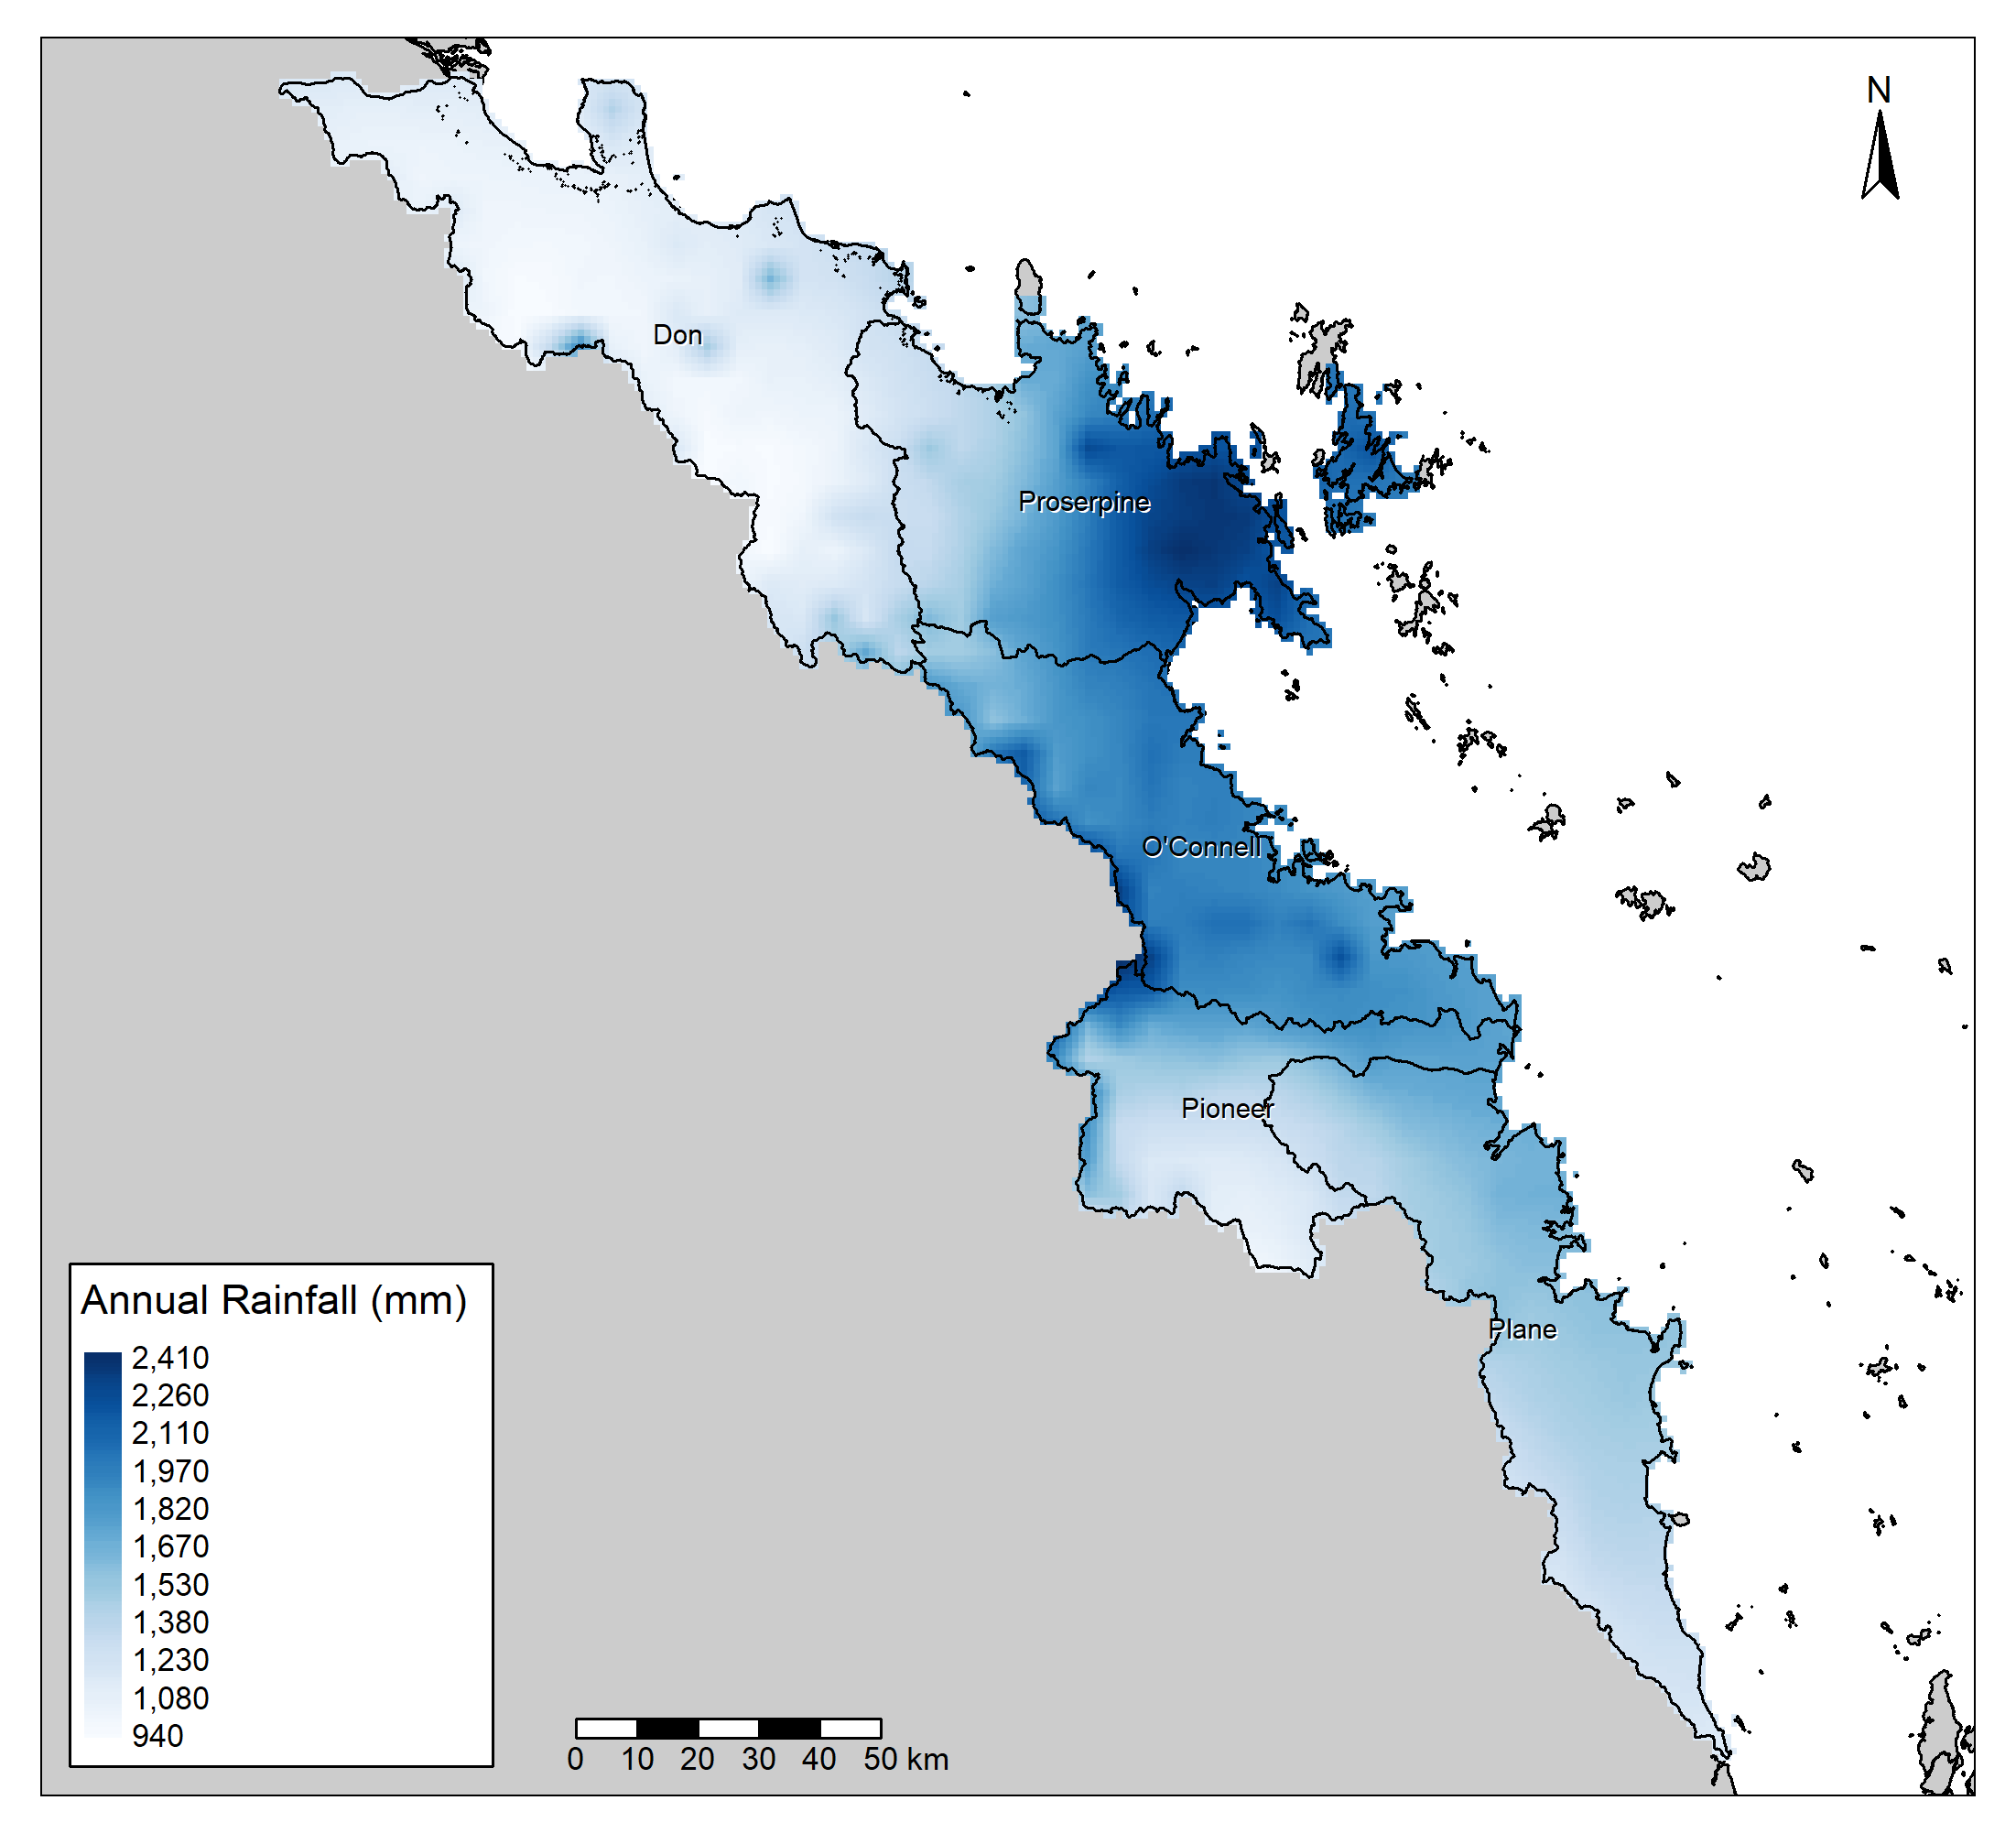 N
Don
Proserpine
O'Connell
Pioneer
Plane
Annual Rainfall (mm)
2,410
2,260
2,110
1,970
1,820
1,670
1,530
1,380
1,230
1,080
940
0 10 20 30 40 50 km